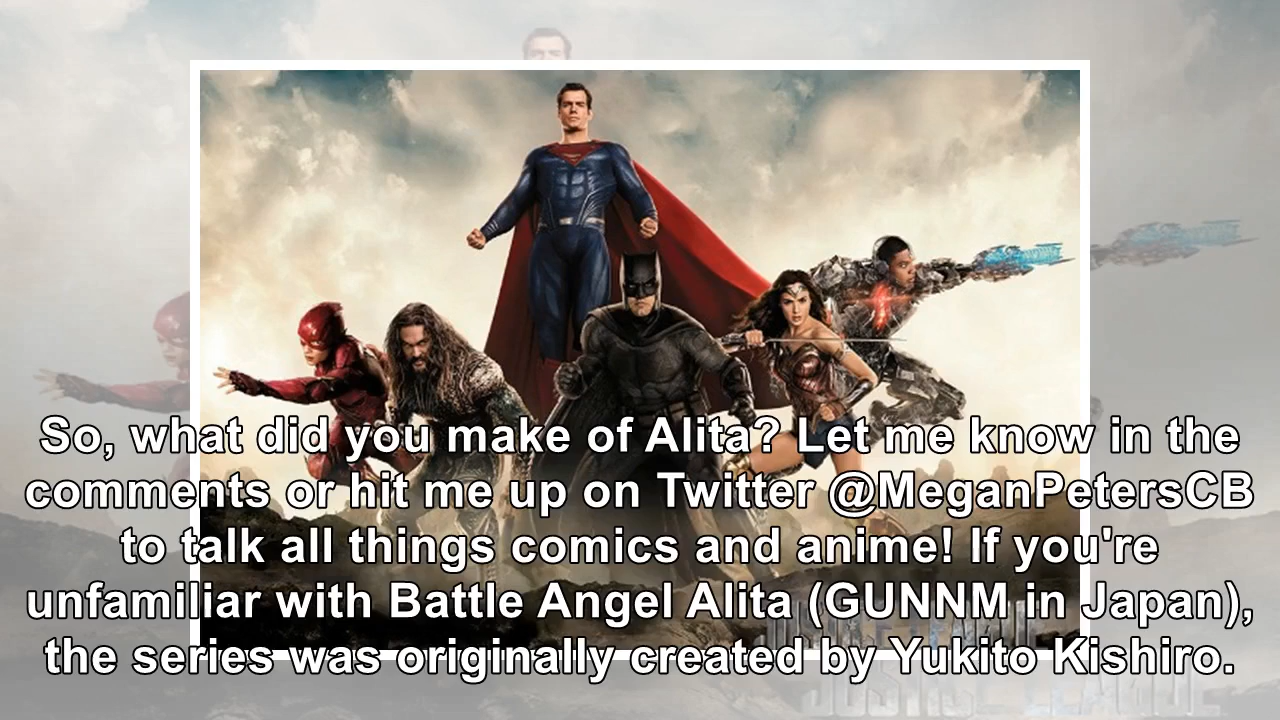 So, what did you make of Alita? Let me know in the
comments or hit me up on Twitter @MeganPetersCB
to talk all things comics and anime! If you're
unfamiliar with Battle Angel Alita (GUNNM in Japan),
the series was originally created by Yukito Kishiro.
JUSTICE LEAGUE